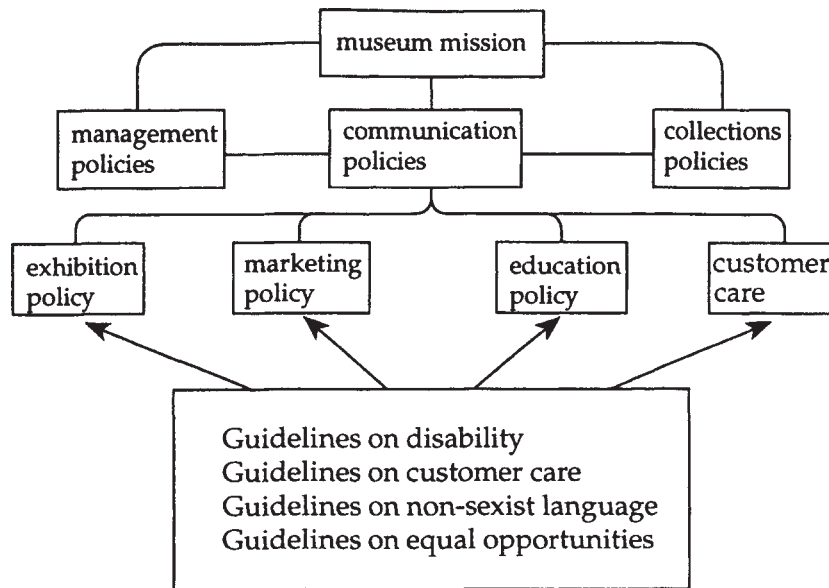 museum mission
management
policies
communication
policies
collections
policies
exhibition
policy
marketing
policy
education
policy
customer
care
Guidelines on disability
Guidelines on customer care
Guidelines on non-sexist language
Guidelines on equal opportunities